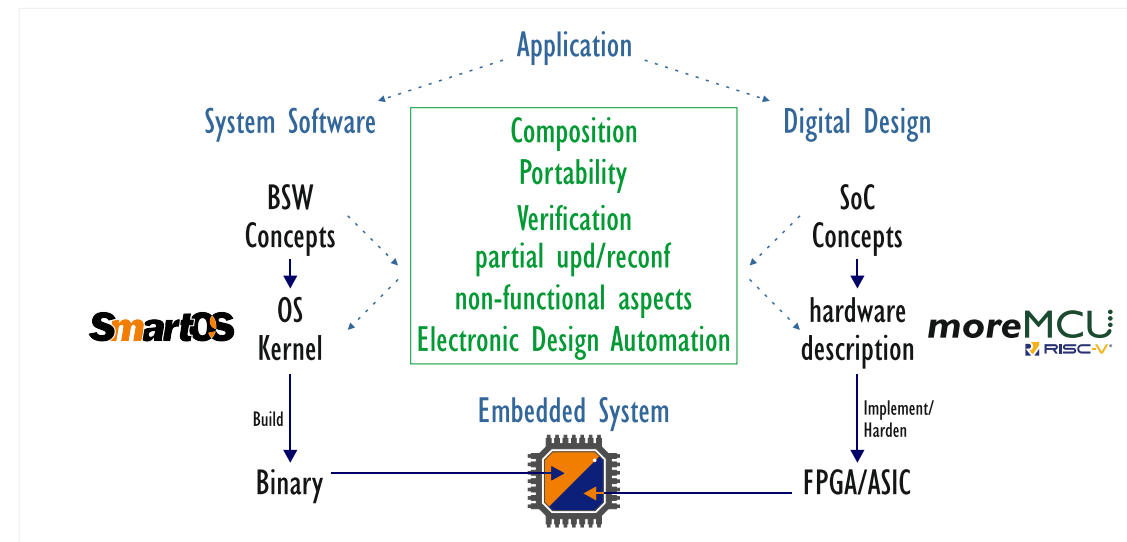 Application
System Software
Digital Design
Composition
Portability
Verification
partial upd/reconf
non-functional aspects
Electronic Design Automation
BSW
Concepts
OS
Kernel
SmartOS
Build
Binary
SoC
Concepts
hardware
description
moreMCU
RISC-V®
Implement/
Harden
FPGA/ASIC
Embedded System